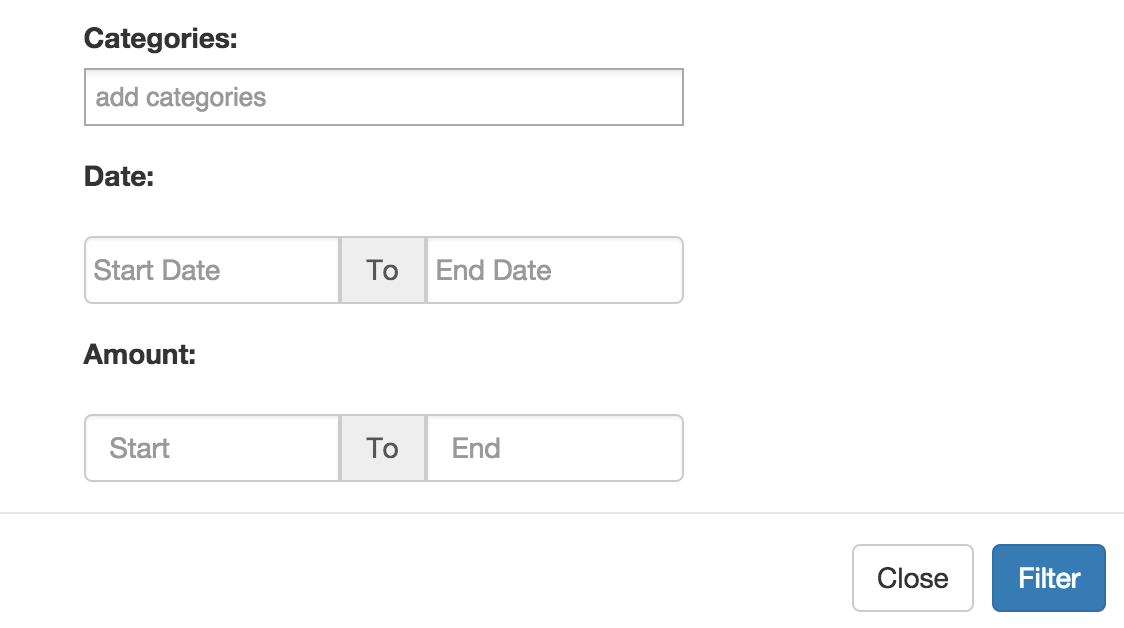 Categories:
add categories
Date:
Start Date To End Date
Amount:
Start To End
Close Filter